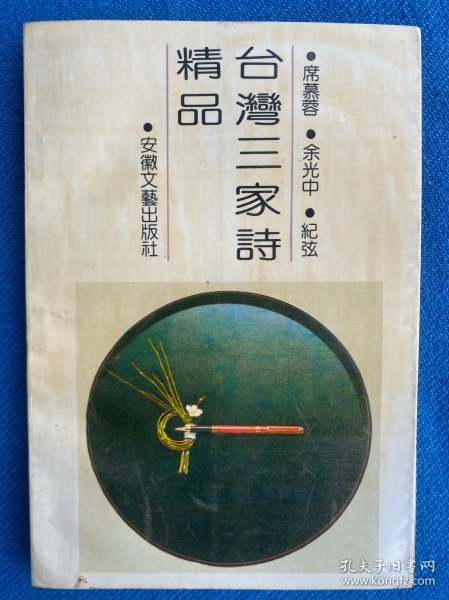 ●席慕蓉 ●余光中 ●紀弦
台灣三家詩
精品
●安徽文藝出版社
孔夫子旧书网
www.kongfz.com